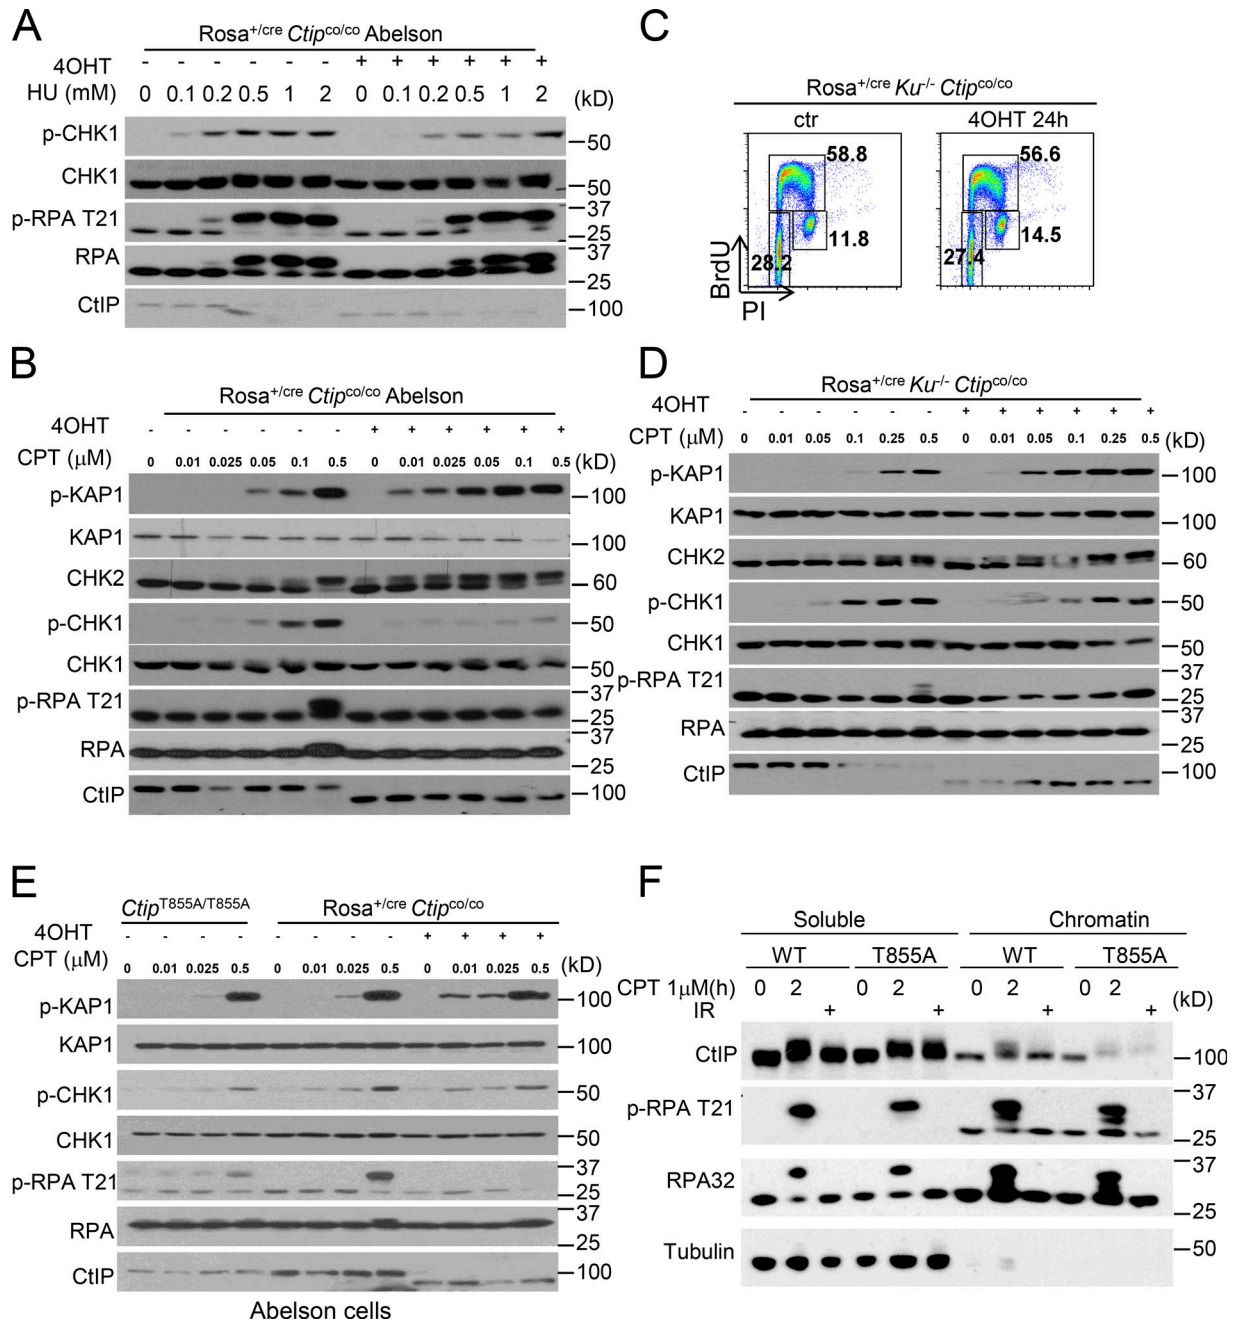 A
Rosa+/cre Ctipco/co Abelson
4OHT - - - - - - + + + + + +
HU (mM) 0 0.1 0.2 0.5 1 2 0 0.1 0.2 0.5 1 2 (kD)
p-CHK1 50
CHK1 50
p-RPA T21 37 25
RPA 25
CtIP 100
B
Rosa+/cre Ctipco/co Abelson
4OHT - - - - - - + + + + + +
CPT (μM) 0 0.01 0.025 0.05 0.1 0.5 0 0.01 0.025 0.05 0.1 0.5 (kD)
p-KAP1 100
KAP1 100
CHK2 60
p-CHK1 50
CHK1 50
p-RPA T21 37 25
RPA 37 25
CtIP 100
C
Rosa+/cre Ku-/- Ctipco/co
ctr 4OHT 24h
58.8 56.6
11.8 14.5
28.2 27.4
BrdU
PI
D
Rosa+/cre Ku-/- Ctipco/co
4OHT - - - - - - + + + + + +
CPT (μM) 0 0.01 0.05 0.1 0.25 0.5 0 0.01 0.05 0.1 0.25 0.5 (kD)
p-KAP1 100
KAP1 100
CHK2 60
p-CHK1 50
CHK1 50
p-RPA T21 37 25
RPA 37 25
CtIP 100
E
CtipT855A/T855A Rosa+/cre Ctipco/co
4OHT - - - - - - - - + + + +
CPT (μM) 0 0.01 0.025 0.5 0 0.01 0.025 0.5 0 0.01 0.025 0.5 (kD)
p-KAP1 100
KAP1 100
p-CHK1 50
CHK1 50
p-RPA T21 37 25
RPA 37 25
CtIP 100
Abelson cells
F
Soluble Chromatin
WT T855A WT T855A
CPT 1μM(h) 0 2 0 2 0 2 0 2 (kD)
IR + + + +
CtIP 100
p-RPA T21 37 25
RPA32 37 25
Tubulin 50